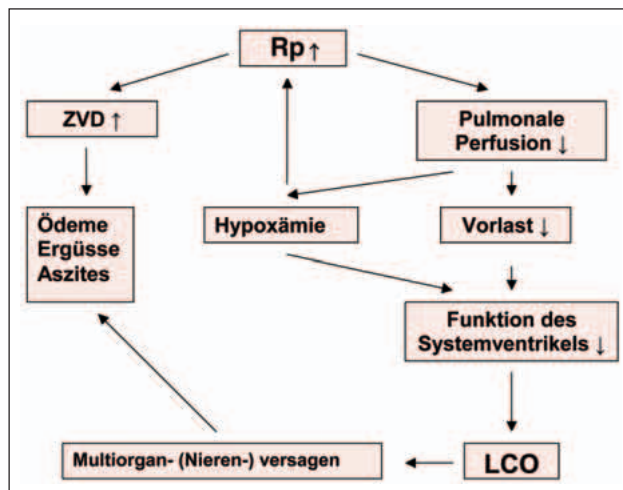 Rp ↑
ZVD ↑
Pulmonale
Perfusion ↓
Ödeme
Ergüsse
Aszites
Hypoxämie
Vorlast ↓
Funktion des
Systemventrikels ↓
Multiorgan- (Nieren-) versagen
LCO